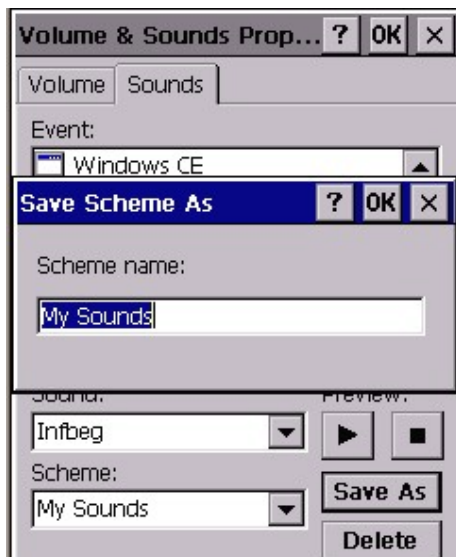 Volume & Sounds Prop... ? OK ×
Volume Sounds
Event:
Windows CE
Save Scheme As ? OK ×
Scheme name:
My Sounds
Sound: Preview:
Infbeg
Scheme:
Save As
My Sounds
Delete